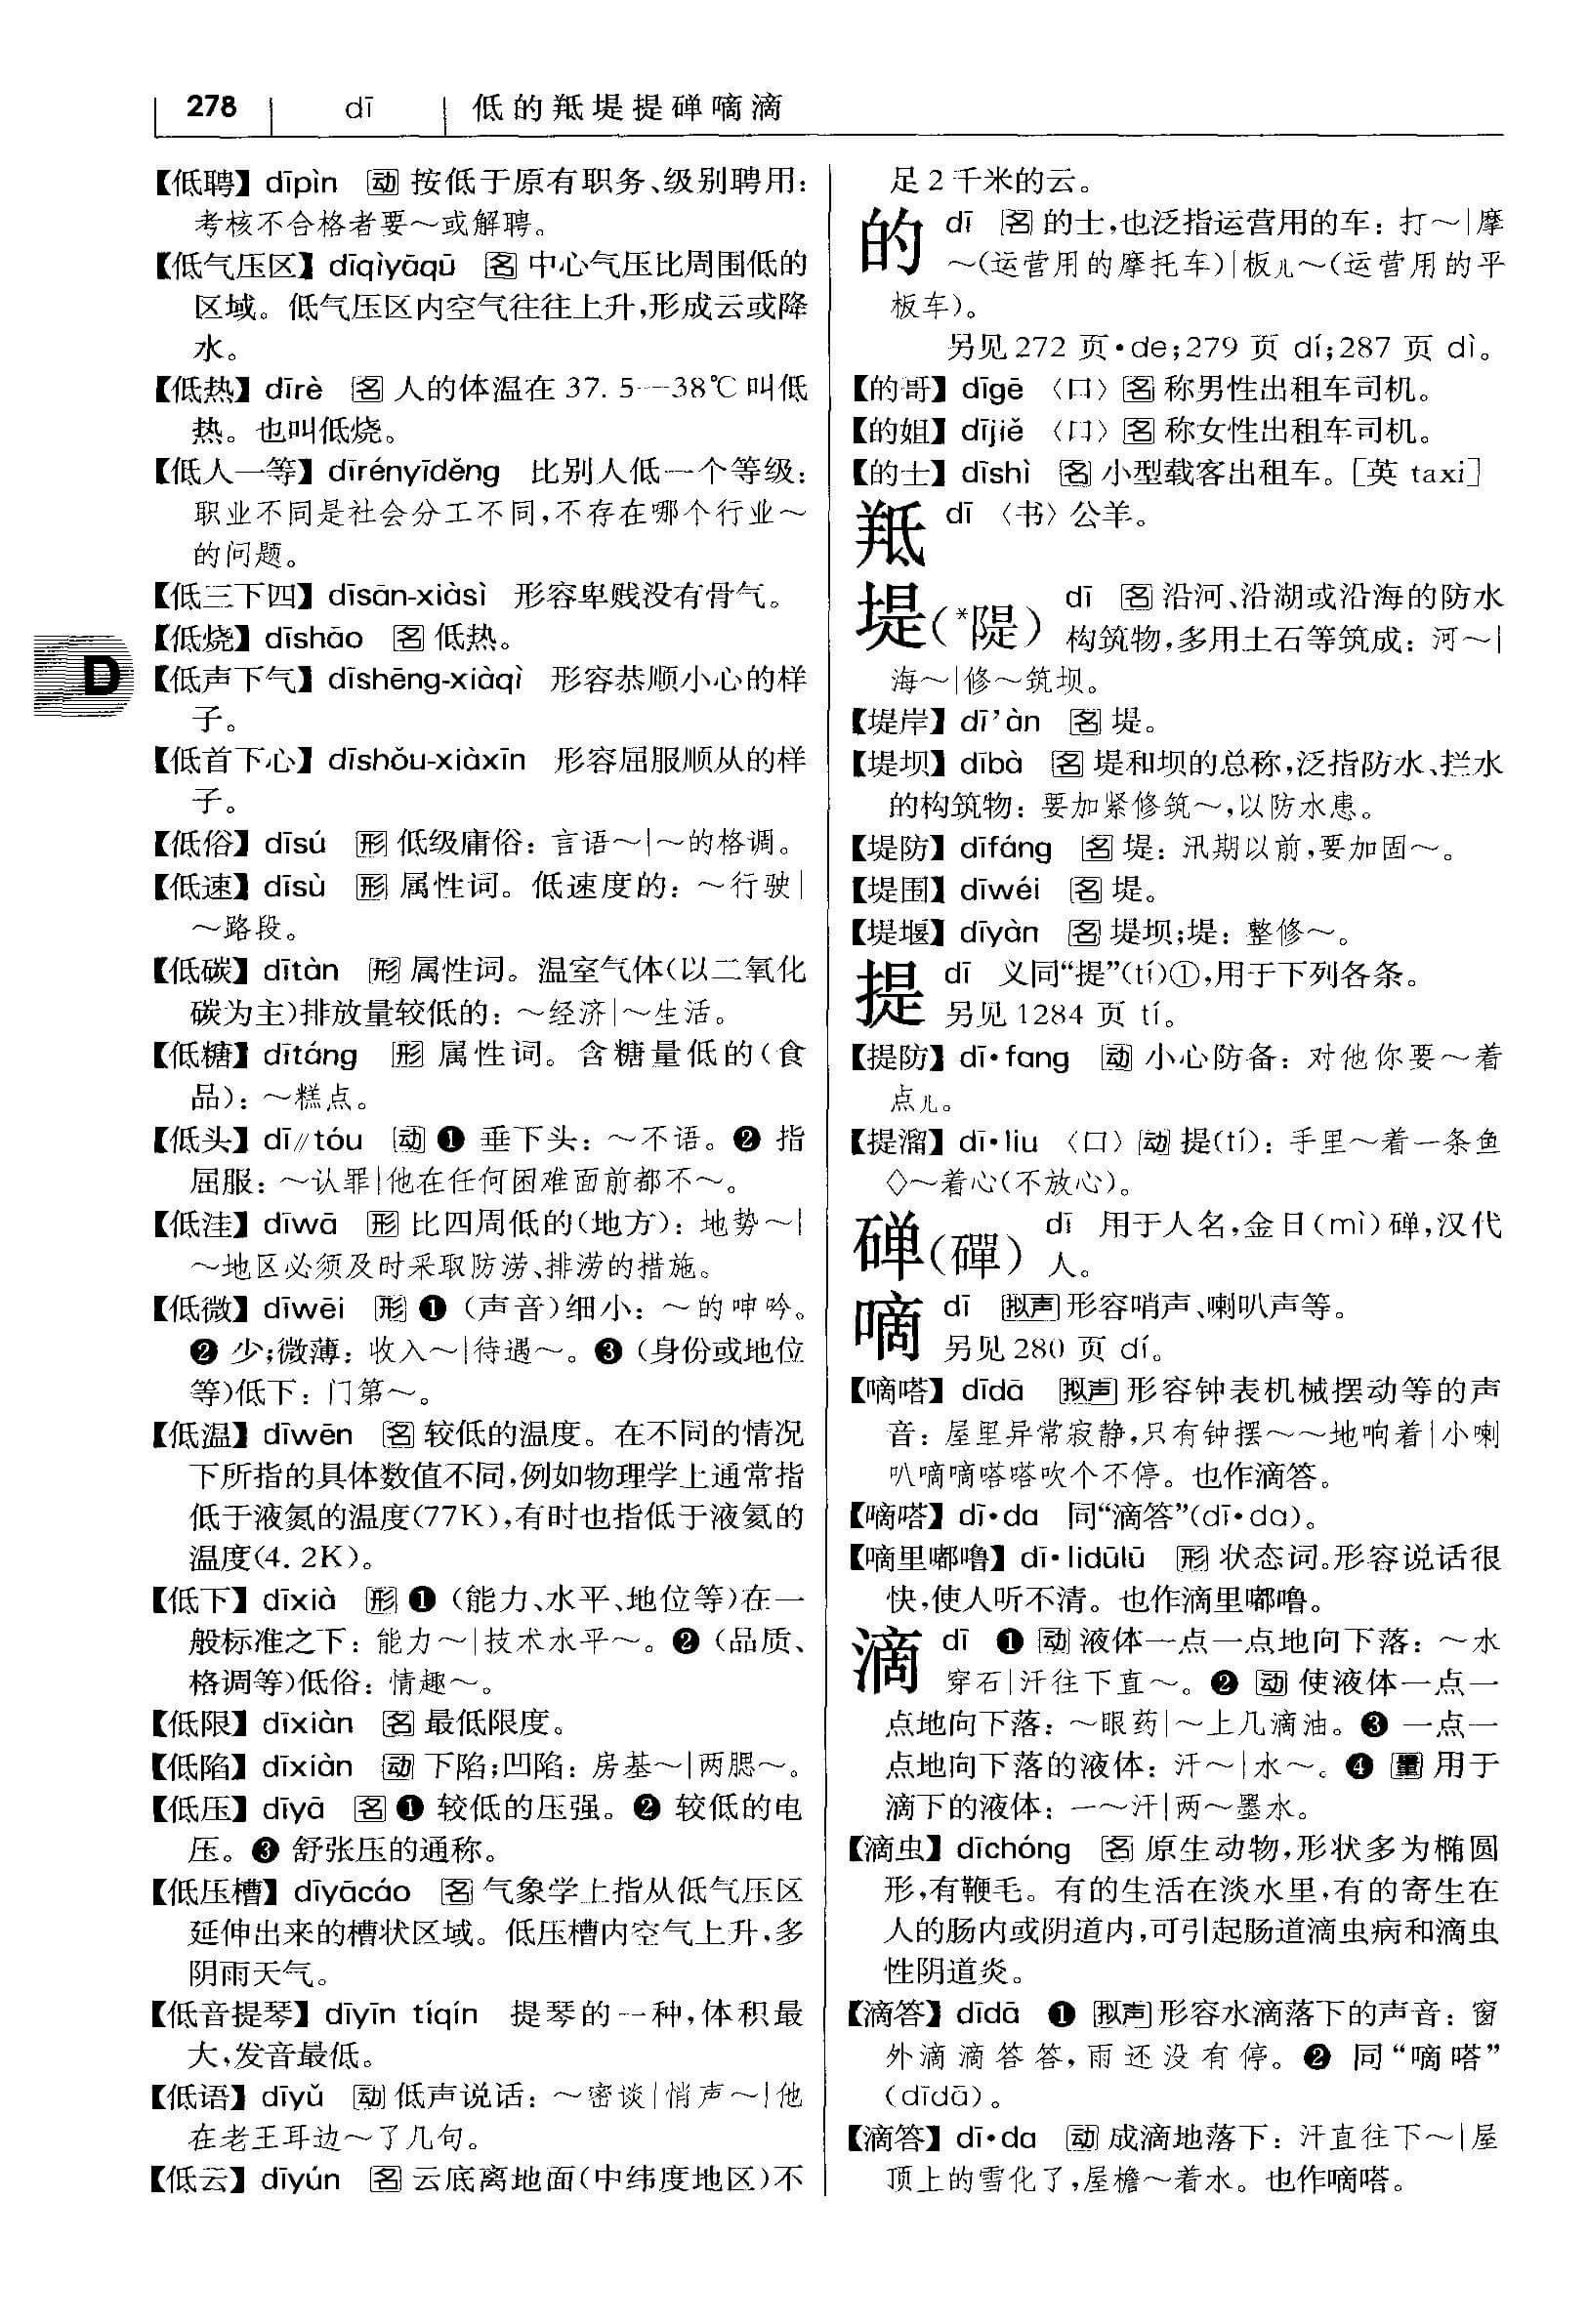 278 dī 低的羝堤提䃅嘀滴
【低聘】dīpìn 动 按低于原有职务、级别聘用：
考核不合格者要～或解聘。
【低气压区】dīqìyāqū 名 中心气压比周围低的
区域。低气压区内空气往往上升，形成云或降
水。
【低热】dīrè 名 人的体温在 37.5—38℃ 叫低
热。也叫低烧。
【低人一等】dīrényīděng 比别人低一个等级：
职业不同是社会分工不同，不存在哪个行业～
的问题。
【低三下四】dīsān-xiàsì 形容卑贱没有骨气。
【低烧】dīshāo 名 低热。
【低声下气】dīshēng-xiàqì 形容恭顺小心的样
子。
【低首下心】dīshǒu-xiàxīn 形容屈服顺从的样
子。
【低俗】dīsú 形 低级庸俗：言语～|～的格调。
【低速】dīsù 形 属性词。低速度的：～行驶|
～路段。
【低碳】dītàn 形 属性词。温室气体（以二氧化
碳为主）排放量较低的：～经济|～生活。
【低糖】dītáng 形 属性词。含糖量低的（食
品）：～糕点。
【低头】dī//tóu 动 ❶ 垂下头：～不语。❷ 指
屈服：～认罪|他在任何困难面前都不～。
【低洼】dīwā 形 比四周低的（地方）：地势～|
～地区必须及时采取防涝、排涝的措施。
【低微】dīwēi 形 ❶（声音）细小：～的呻吟。
❷ 少；微薄：收入～|待遇～。❸（身份或地位
等）低下：门第～。
【低温】dīwēn 名 较低的温度。在不同的情况
下所指的具体数值不同，例如物理学上通常指
低于液氮的温度（77K），有时也指低于液氦的
温度（4.2K）。
【低下】dīxià 形 ❶（能力、水平、地位等）在一
般标准之下：能力～|技术水平～。❷（品质、
格调等）低俗：情趣～。
【低限】dīxiàn 名 最低限度。
【低陷】dīxiàn 动 下陷；凹陷：房基～|两腮～。
【低压】dīyā 名 ❶ 较低的压强。❷ 较低的电
压。❸ 舒张压的通称。
【低压槽】dīyācáo 名 气象学上指从低气压区
延伸出来的槽状区域。低压槽内空气上升，多
阴雨天气。
【低音提琴】dīyīn tíqín 提琴的一种，体积最
大，发音最低。
【低语】dīyǔ 动 低声说话：～密谈|悄声～|他
在老王耳边～了几句。
【低云】dīyún 名 云底离地面（中纬度地区）不
D
足 2 千米的云。
的 dī 名 的士，也泛指运营用的车：打～|摩
～（运营用的摩托车）|板儿～（运营用的平
板车）。
另见 272 页·de；279 页 dí；287 页 dì。
【的哥】dīgē〈口〉名 称男性出租车司机。
【的姐】dījiě〈口〉名 称女性出租车司机。
【的士】dīshì 名 小型载客出租车。［英 taxi］
羝 dī〈书〉公羊。
堤（*隄） dī 名 沿河、沿湖或沿海的防水
构筑物，多用土石等筑成：河～|
海～|修～筑坝。
【堤岸】dī’àn 名 堤。
【堤坝】dībà 名 堤和坝的总称，泛指防水、拦水
的构筑物：要加紧修筑～，以防水患。
【堤防】dīfáng 名 堤：汛期以前，要加固～。
【堤围】dīwéi 名 堤。
【堤堰】dīyàn 名 堤坝；堤：整修～。
提 dī 义同“提”（tí）①，用于下列各条。
另见 1284 页 tí。
【提防】dī·fang 动 小心防备：对他你要～着
点儿。
【提溜】dī·liu〈口〉动 提（tí）：手里～着一条鱼
◇～着心（不放心）。
䃅（磾） dī 用于人名，金日（mì）䃅，汉代
人。
嘀 dī 拟声 形容哨声、喇叭声等。
另见 280 页 dí。
【嘀嗒】dīdā 拟声 形容钟表机械摆动等的声
音：屋里异常寂静，只有钟摆～～地响着|小喇
叭嘀嘀嗒嗒吹个不停。也作滴答。
【嘀嗒】dī·da 同“滴答”（dī·da）。
【嘀里嘟噜】dī·lidūlū 形 状态词。形容说话很
快，使人听不清。也作滴里嘟噜。
滴 dī ❶ 动 液体一点一点地向下落：～水
穿石|汗往下直～。❷ 动 使液体一点一
点地向下落：～眼药|～上几滴油。❸ 一点一
点地向下落的液体：汗～|水～。❹ 量 用于
滴下的液体：一～汗|两～墨水。
【滴虫】dīchóng 名 原生动物，形状多为椭圆
形，有鞭毛。有的生活在淡水里，有的寄生在
人的肠内或阴道内，可引起肠道滴虫病和滴虫
性阴道炎。
【滴答】dīdā ❶ 拟声 形容水滴落下的声音：窗
外滴滴答答，雨还没有停。❷ 同“嘀嗒”
（dīdā）。
【滴答】dī·da 动 成滴地落下：汗直往下～|屋
顶上的雪化了，屋檐～着水。也作嘀嗒。